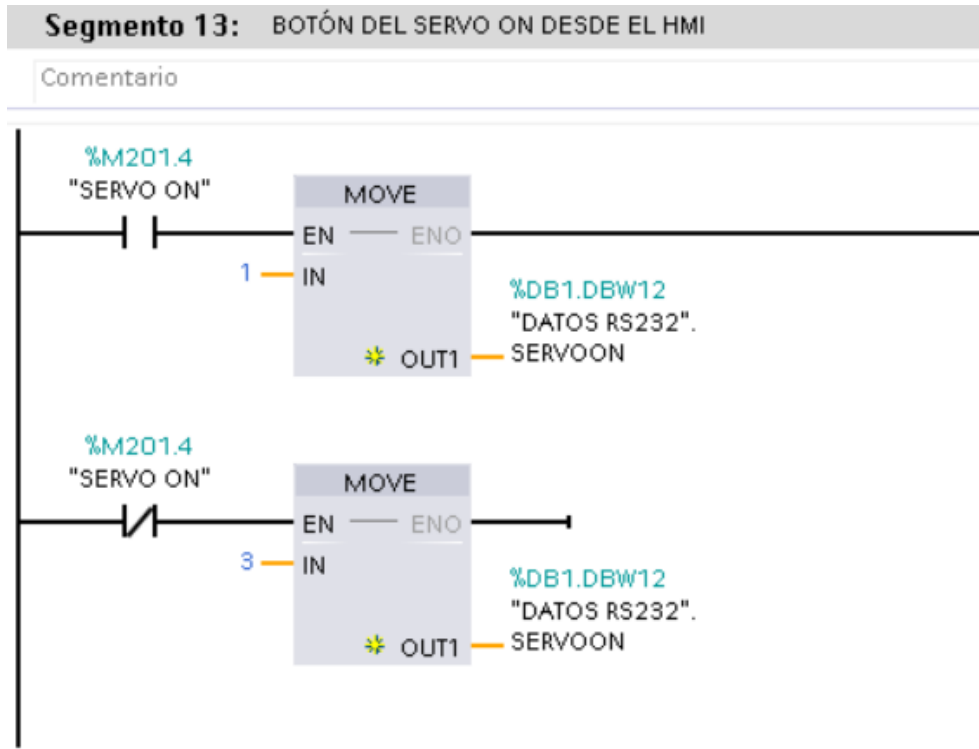 Segmento 13: BOTÓN DEL SERVO ON DESDE EL HMI
Comentario
%M201.4
"SERVO ON"
MOVE
EN ENO
1 IN
%DB1.DBW12
"DATOS RS232".
OUT1 SERVOON
%M201.4
"SERVO ON"
MOVE
EN ENO
3 IN
%DB1.DBW12
"DATOS RS232".
OUT1 SERVOON